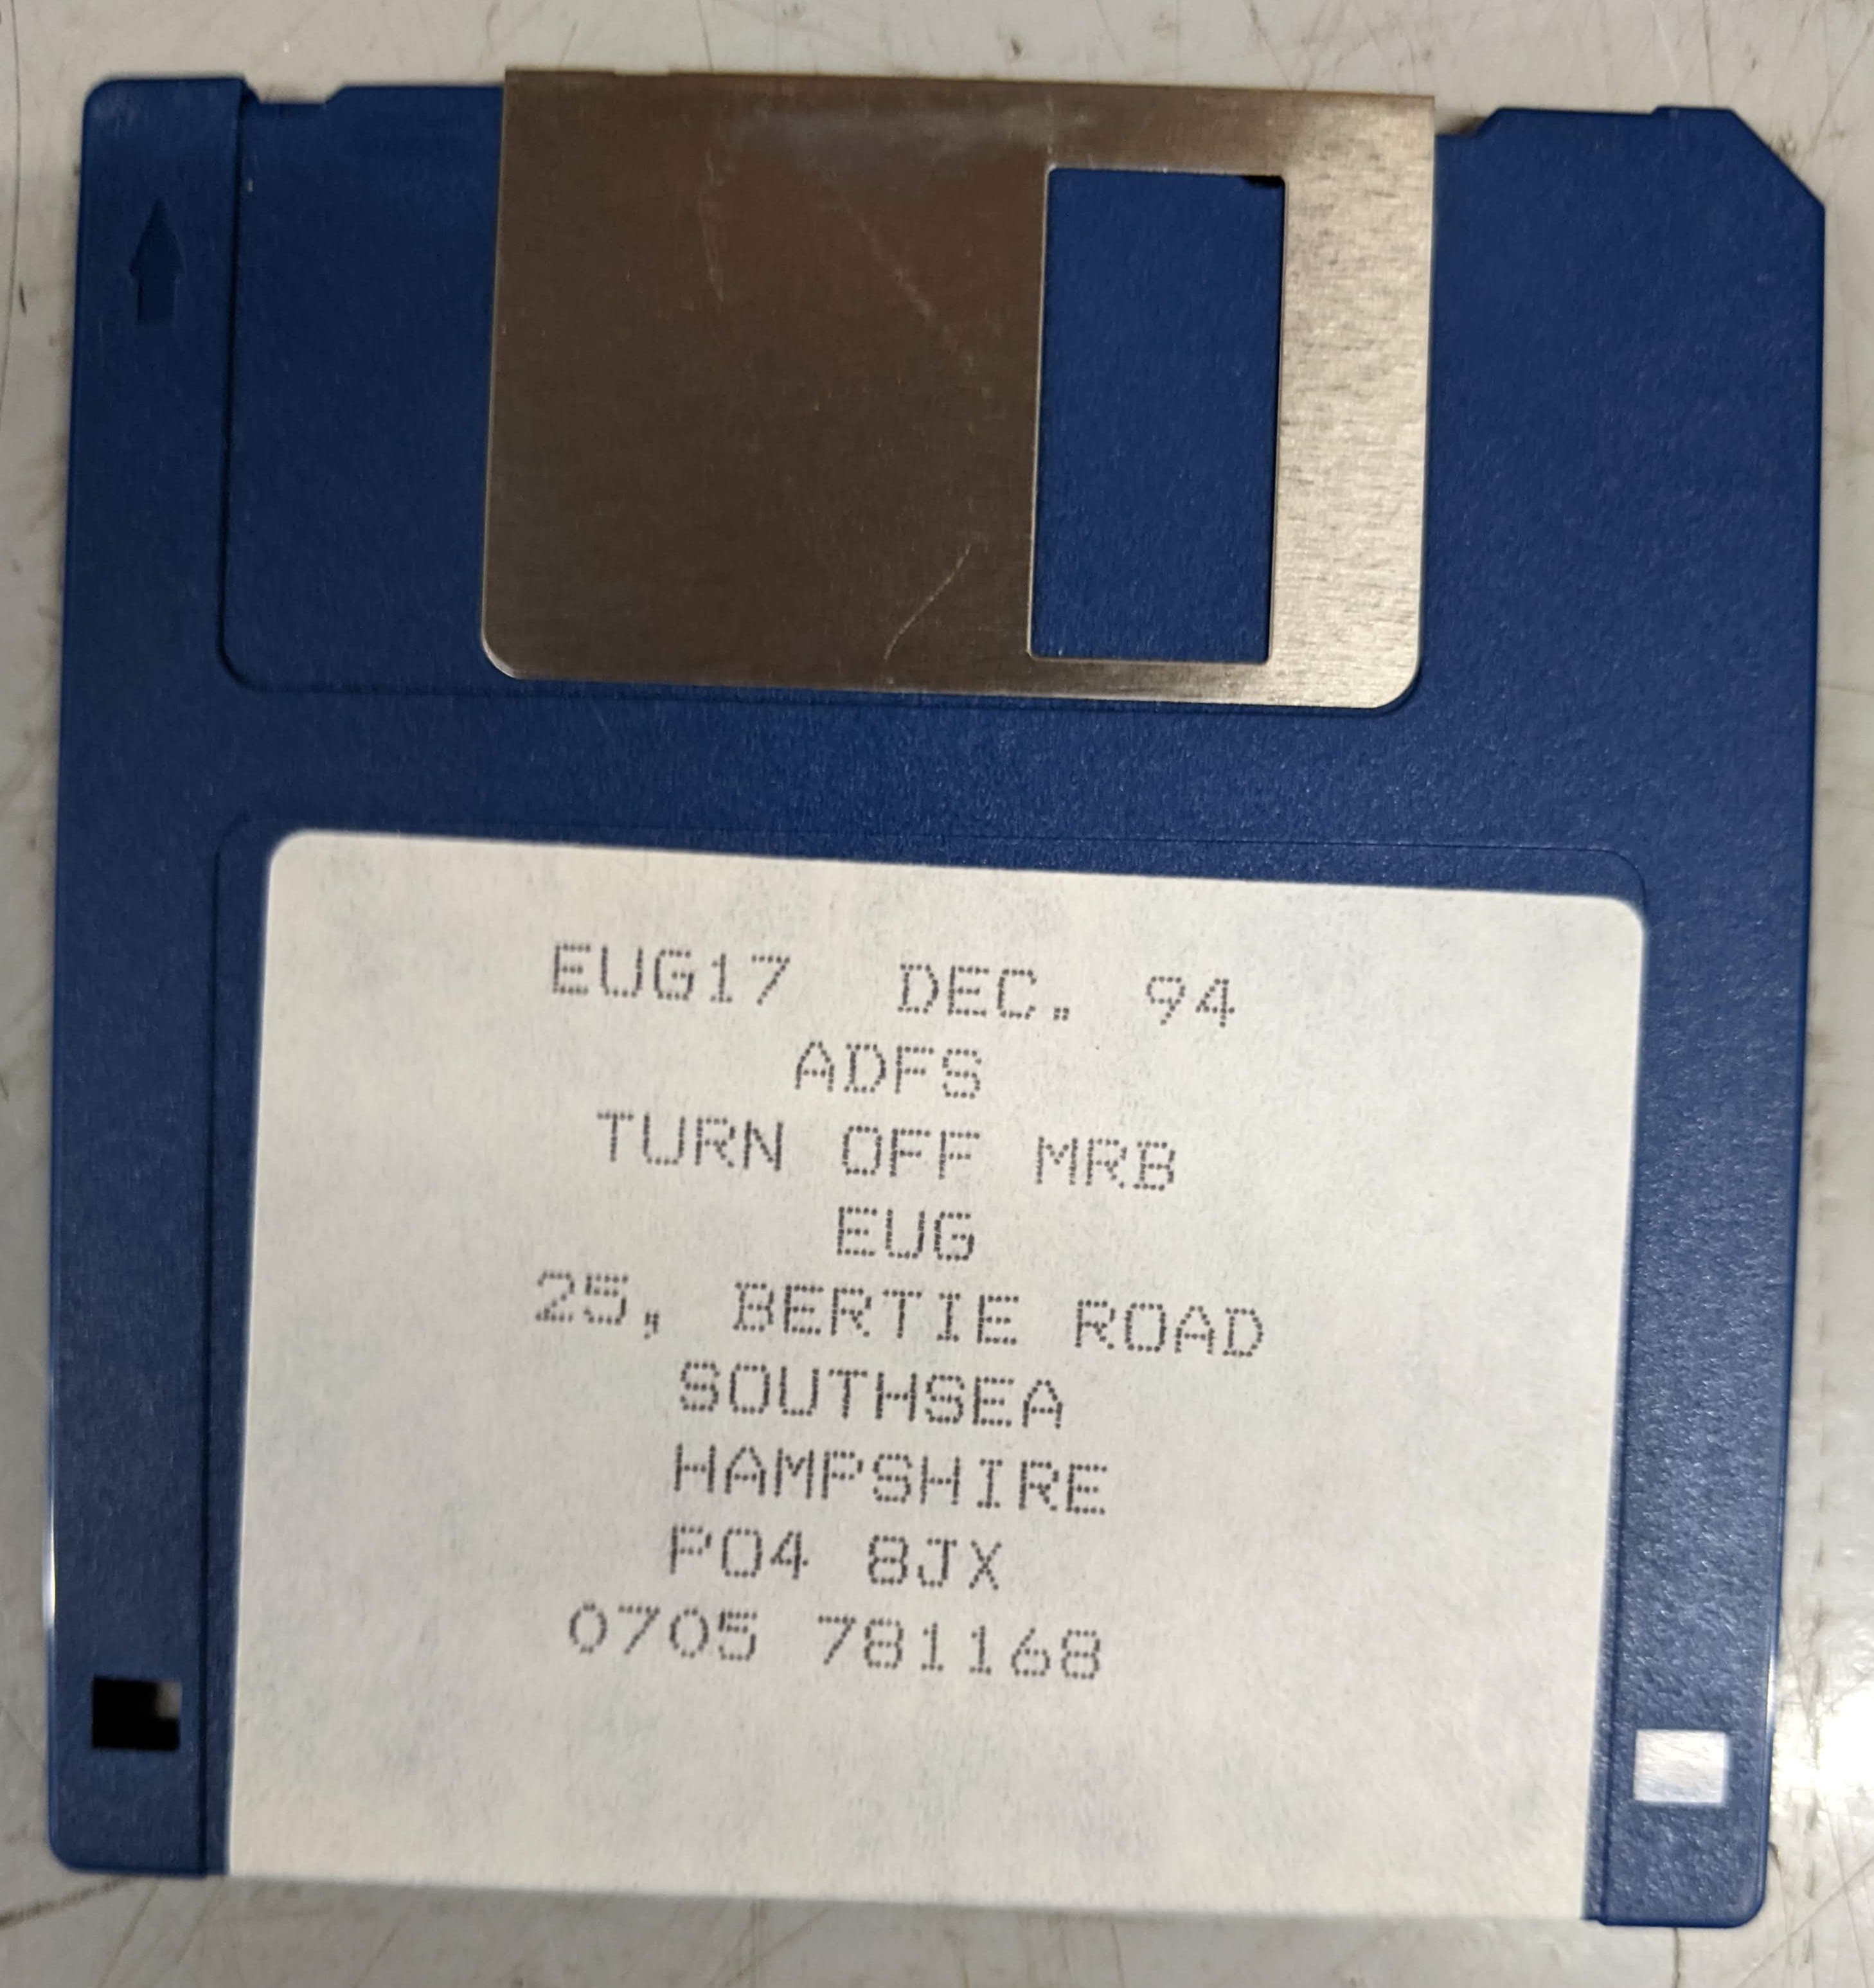 EUG17 DEC. 94
ADFS
TURN OFF MRB
EUG
25, BERTIE ROAD
SOUTHSEA
HAMPSHIRE
PO4 8JX
0705 781168